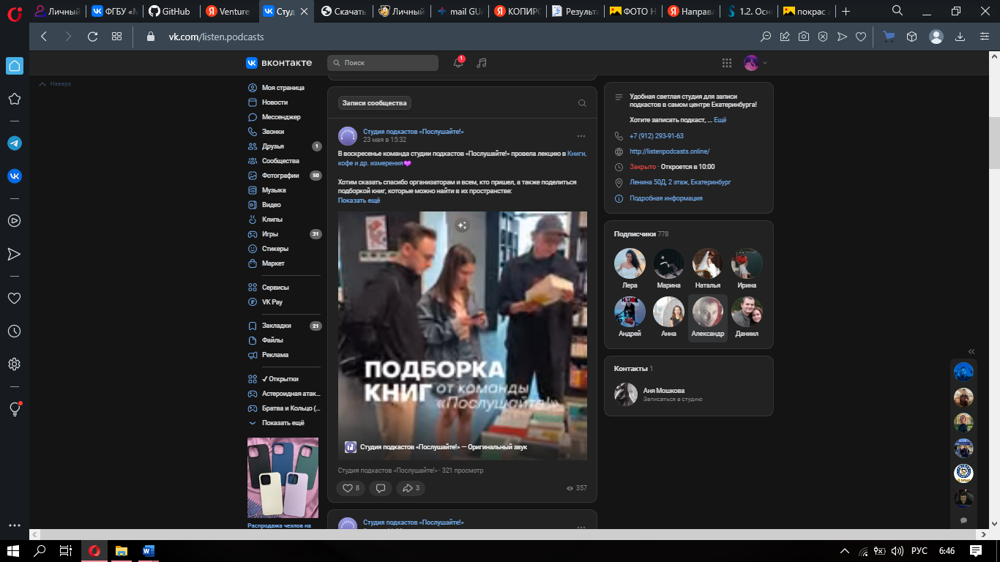 Личный
ФГБУ «М
GitHub
Venture
Студ
Скачать
Личный
mail GUA
КОПИРО
Результа
ФОТО Н
Направл
1.2. Осно
покрас
vk.com/listen.podcasts
вконтакте
Поиск
1
Наверх
Моя страница
Новости
Мессенджер
Звонки
Друзья 1
Сообщества
Фотографии 50
Музыка
Видео
Клипы
Игры 31
Стикеры
Маркет
Сервисы
VK Pay
Закладки 21
Файлы
Реклама
✓ Открытки
Астероидная атак...
Братва и Кольцо (...
Показать ещё
Распродажа чехлов на
Записи сообщества
Студия подкастов «Послушайте!»
23 мая в 15:32
В воскресенье команда студии подкастов «Послушайте!» провела лекцию в Книги,
кофе и др. измерения💜
Хотим сказать спасибо организаторам и всем, кто пришел, а также поделиться
подборкой книг, которые можно найти в их пространстве:
Показать ещё
ПОДБОРКА
КНИГ от команды
«Послушайте!»
Студия подкастов «Послушайте!» — Оригинальный звук
Студия подкастов «Послушайте!» · 321 просмотр
8
3
357
Студия подкастов «Послушайте!»
Удобная светлая студия для записи
подкастов в самом центре Екатеринбурга!
Хотите записать подкаст, ... Ещё
+7 (912) 293-91-63
http://listenpodcasts.online/
Закрыто · Откроется в 10:00
Ленина 50Д, 2 этаж, Екатеринбург
Подробная информация
Подписчики 778
Лера Марина Наталья Ирина
Андрей Анна Александр Даниил
Контакты 1
Аня Мошкова
Записаться в студию
РУС
6:46